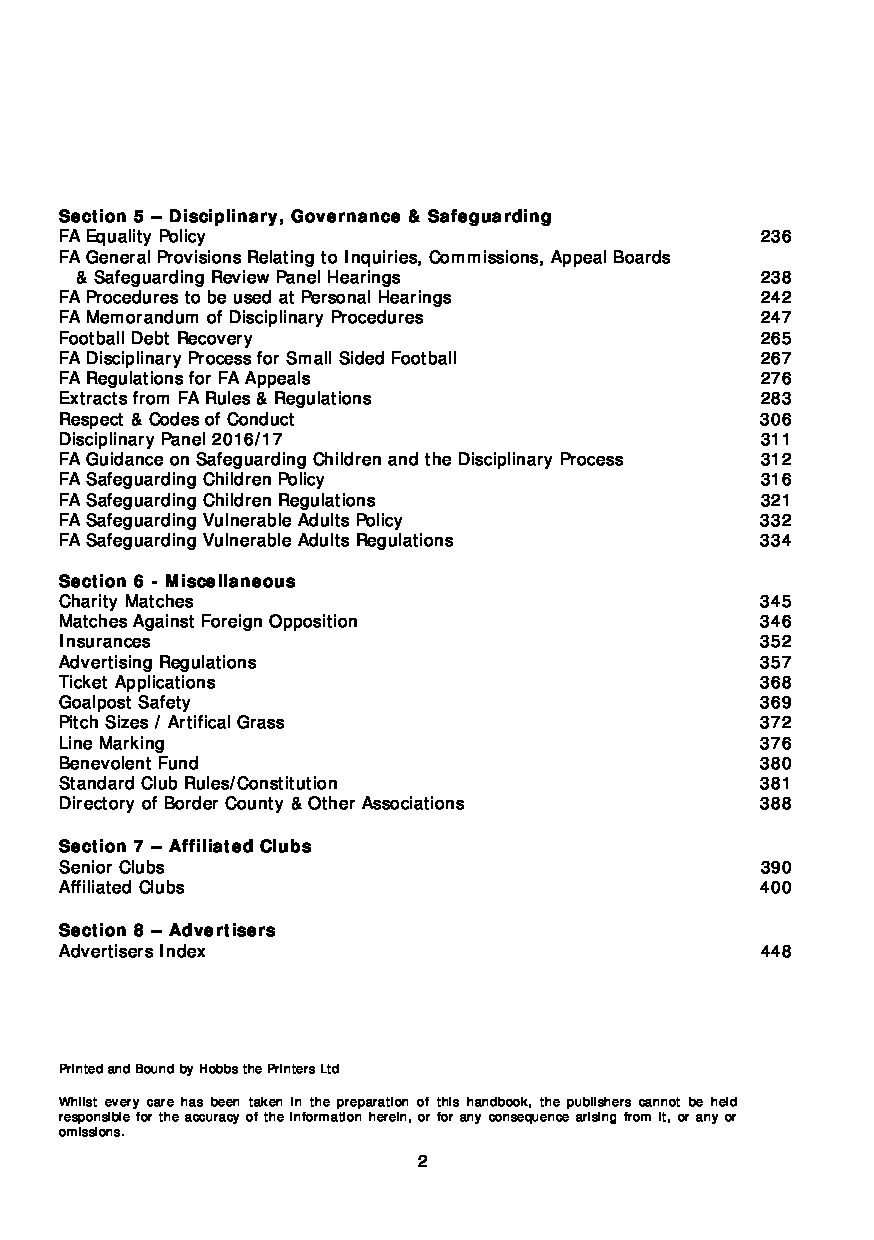 Section 5 – Disciplinary, Governance & Safeguarding
FA Equality Policy 236
FA General Provisions Relating to Inquiries, Commissions, Appeal Boards
& Safeguarding Review Panel Hearings 238
FA Procedures to be used at Personal Hearings 242
FA Memorandum of Disciplinary Procedures 247
Football Debt Recovery 265
FA Disciplinary Process for Small Sided Football 267
FA Regulations for FA Appeals 276
Extracts from FA Rules & Regulations 283
Respect & Codes of Conduct 306
Disciplinary Panel 2016/17 311
FA Guidance on Safeguarding Children and the Disciplinary Process 312
FA Safeguarding Children Policy 316
FA Safeguarding Children Regulations 321
FA Safeguarding Vulnerable Adults Policy 332
FA Safeguarding Vulnerable Adults Regulations 334
Section 6 - Miscellaneous
Charity Matches 345
Matches Against Foreign Opposition 346
Insurances 352
Advertising Regulations 357
Ticket Applications 368
Goalpost Safety 369
Pitch Sizes / Artifical Grass 372
Line Marking 376
Benevolent Fund 380
Standard Club Rules/Constitution 381
Directory of Border County & Other Associations 388
Section 7 – Affiliated Clubs
Senior Clubs 390
Affiliated Clubs 400
Section 8 – Advertisers
Advertisers Index 448
Printed and Bound by Hobbs the Printers Ltd
Whilst every care has been taken in the preparation of this handbook, the publishers cannot be held
responsible for the accuracy of the information herein, or for any consequence arising from it, or any or
omissions.
2